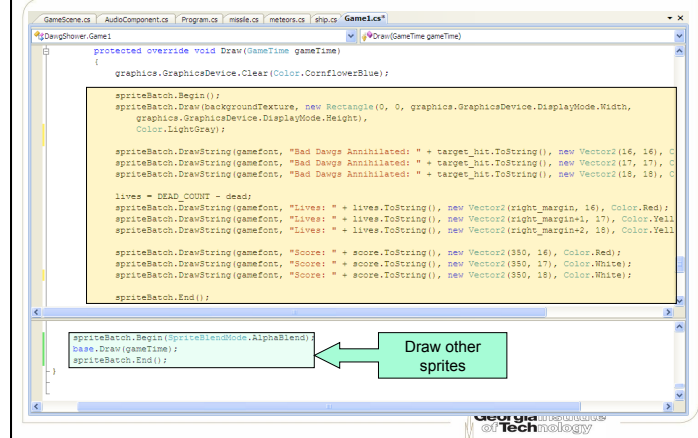 GameScene.cs AudioComponent.cs Program.cs missile.cs meteors.cs ship.cs Game1.cs*
DawgShower.Game1 Draw(GameTime gameTime)
protected override void Draw(GameTime gameTime)
{
graphics.GraphicsDevice.Clear(Color.CornflowerBlue);
spriteBatch.Begin();
spriteBatch.Draw(backgroundTexture, new Rectangle(0, 0, graphics.GraphicsDevice.DisplayMode.Width,
graphics.GraphicsDevice.DisplayMode.Height),
Color.LightGray);
spriteBatch.DrawString(gamefont, "Bad Dawgs Annihilated: " + target_hit.ToString(), new Vector2(16, 16), C
spriteBatch.DrawString(gamefont, "Bad Dawgs Annihilated: " + target_hit.ToString(), new Vector2(17, 17), C
spriteBatch.DrawString(gamefont, "Bad Dawgs Annihilated: " + target_hit.ToString(), new Vector2(18, 18), C
lives = DEAD_COUNT - dead;
spriteBatch.DrawString(gamefont, "Lives: " + lives.ToString(), new Vector2(right_margin, 16), Color.Red);
spriteBatch.DrawString(gamefont, "Lives: " + lives.ToString(), new Vector2(right_margin+1, 17), Color.Yell
spriteBatch.DrawString(gamefont, "Lives: " + lives.ToString(), new Vector2(right_margin+2, 18), Color.Yell
spriteBatch.DrawString(gamefont, "Score: " + score.ToString(), new Vector2(350, 16), Color.Red);
spriteBatch.DrawString(gamefont, "Score: " + score.ToString(), new Vector2(350, 17), Color.White);
spriteBatch.DrawString(gamefont, "Score: " + score.ToString(), new Vector2(350, 18), Color.White);
spriteBatch.End();
spriteBatch.Begin(SpriteBlendMode.AlphaBlend);
base.Draw(gameTime);
spriteBatch.End();
}
Draw other
sprites
Georgia Institute
of Technology